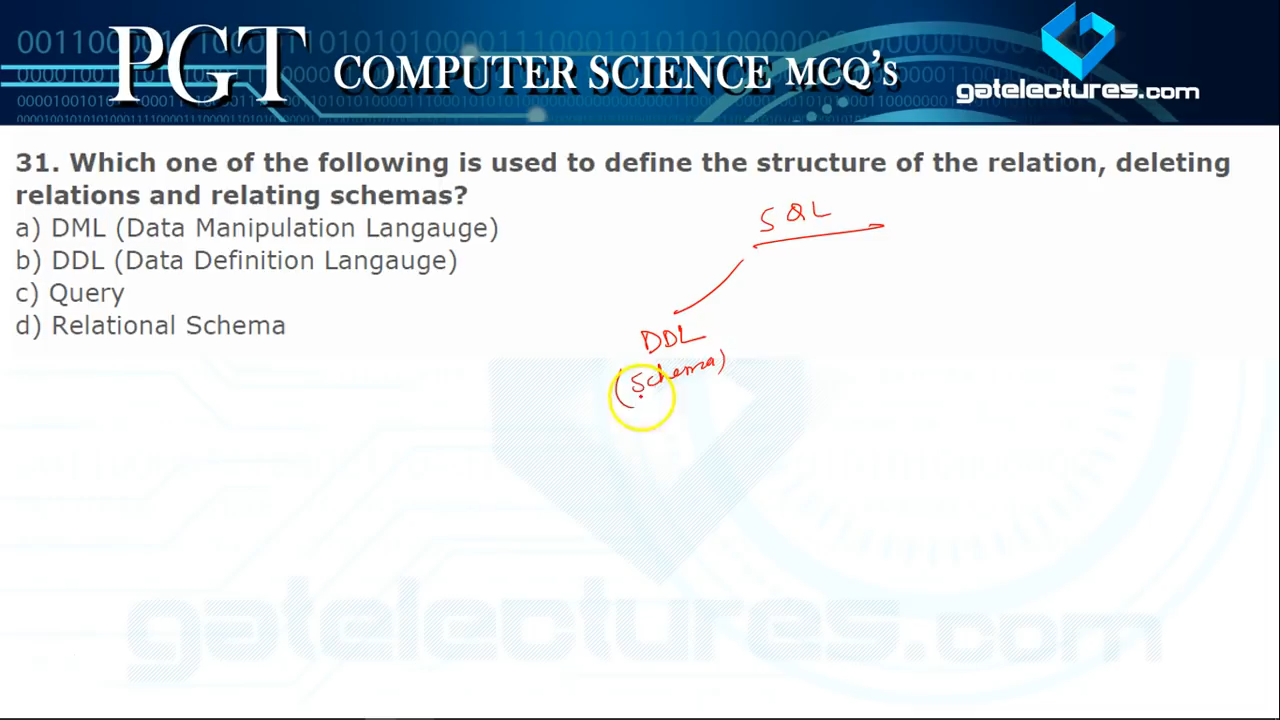 PGT COMPUTER SCIENCE MCQ'S
gatelectures.com
31. Which one of the following is used to define the structure of the relation, deleting
relations and relating schemas?
a) DML (Data Manipulation Langauge)
b) DDL (Data Definition Langauge)
c) Query
d) Relational Schema
SQL
DDL
(Schema)
gatelectures.com